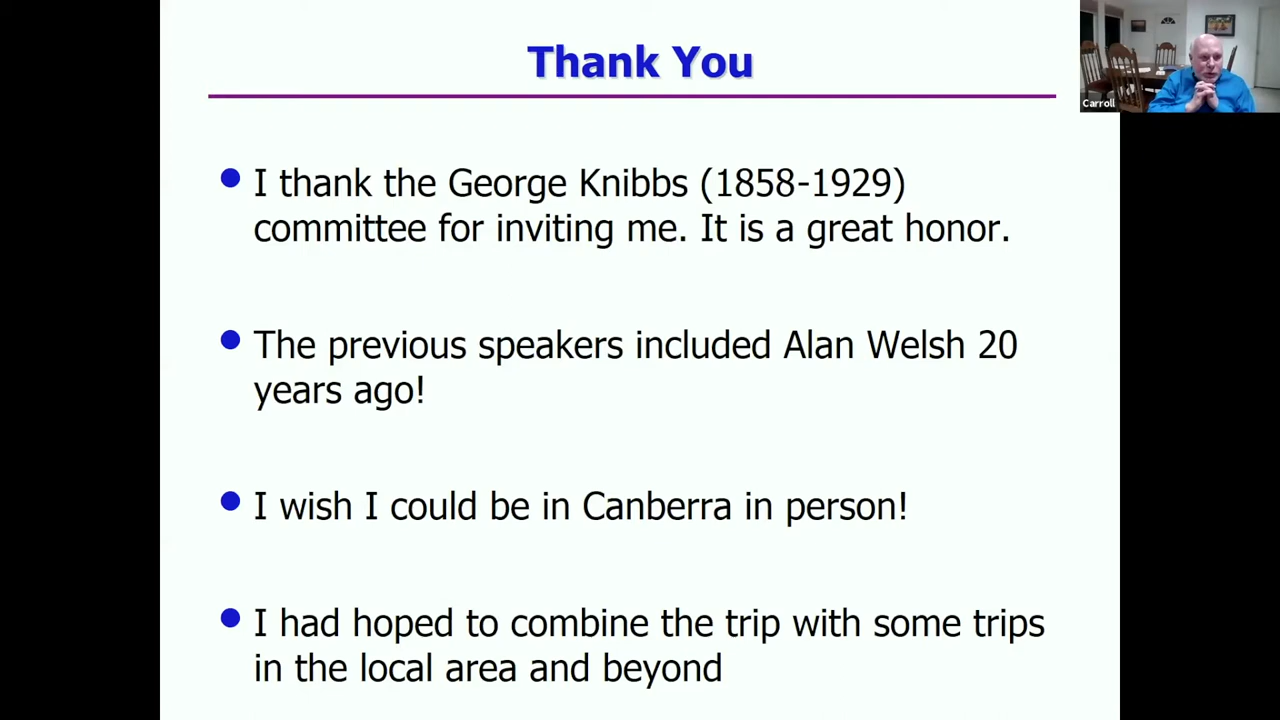 Thank You
Carroll
I thank the George Knibbs (1858-1929)
committee for inviting me. It is a great honor.
The previous speakers included Alan Welsh 20
years ago!
I wish I could be in Canberra in person!
I had hoped to combine the trip with some trips
in the local area and beyond